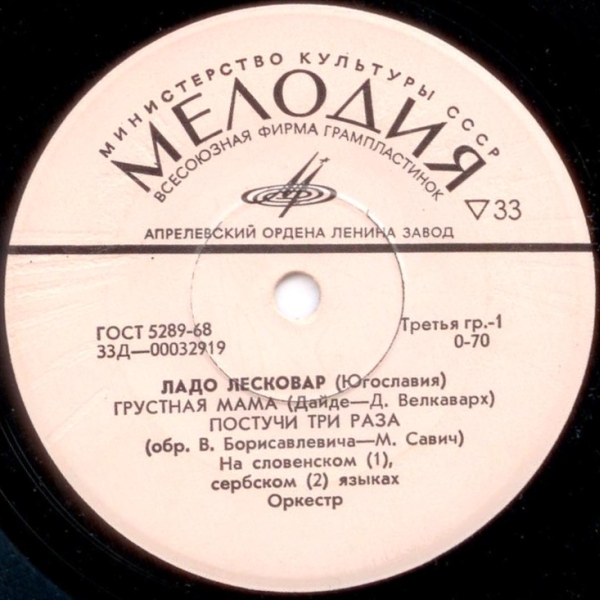 МИНИСТЕРСТВО КУЛЬТУРЫ СССР
МЕЛОДИЯ
ВСЕСОЮЗНАЯ ФИРМА ГРАМПЛАСТИНОК
▽33
АПРЕЛЕВСКИЙ ОРДЕНА ЛЕНИНА ЗАВОД
ГОСТ 5289-68
33Д—00032919
Третья гр.-1
0-70
ЛАДО ЛЕСКОВАР (Югославия)
ГРУСТНАЯ МАМА (Дайде—Д. Велкаварх)
ПОСТУЧИ ТРИ РАЗА
(обр. В. Борисавлевича—М. Савич)
На словенском (1),
сербском (2) языках
Оркестр